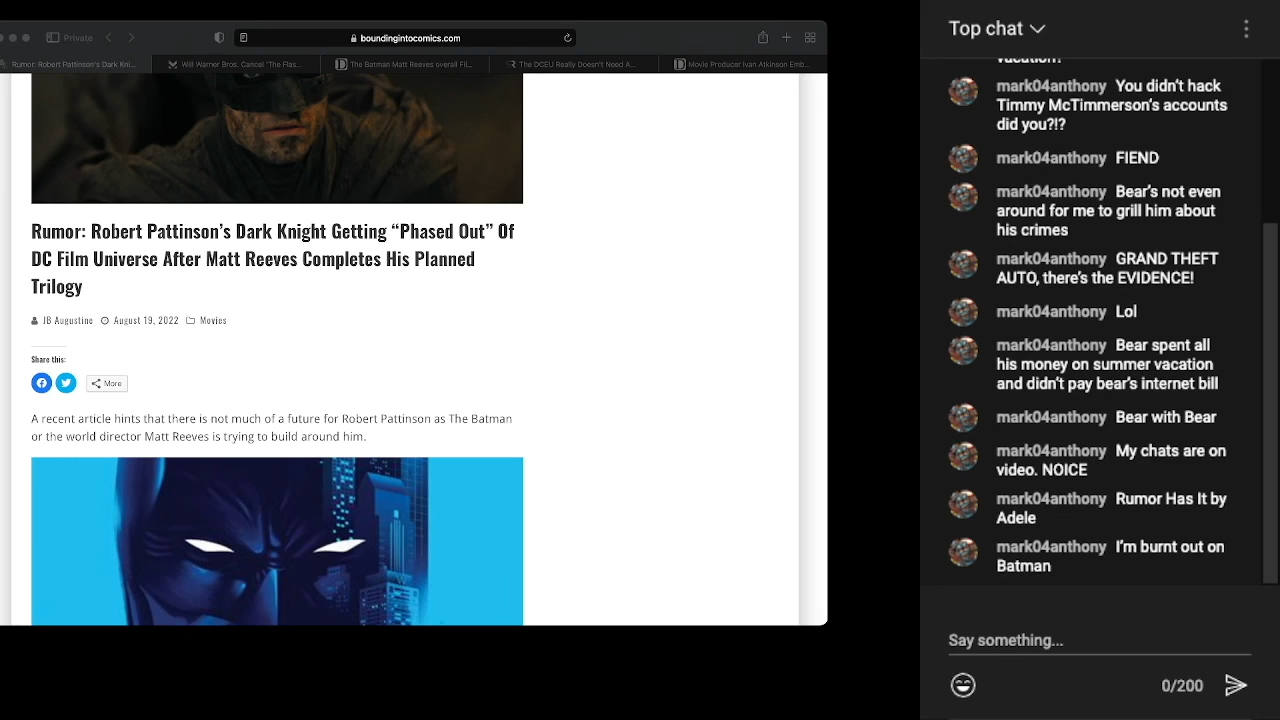 Private
boundingintocomics.com
Rumor: Robert Pattinson's Dark Kni...
Will Warner Bros. Cancel 'The Flas...
The Batman Matt Reeves overall Fil...
The DCEU Really Doesn't Need A...
Movie Producer Ivan Atkinson Emb...
Rumor: Robert Pattinson's Dark Knight Getting “Phased Out” Of
DC Film Universe After Matt Reeves Completes His Planned
Trilogy
JB Augustine August 19, 2022 Movies
Share this:
More
A recent article hints that there is not much of a future for Robert Pattinson as The Batman
or the world director Matt Reeves is trying to build around him.
Top chat
mark04anthony You didn't hack
Timmy McTimmerson's accounts
did you?!?
mark04anthony FIEND
mark04anthony Bear's not even
around for me to grill him about
his crimes
mark04anthony GRAND THEFT
AUTO, there's the EVIDENCE!
mark04anthony Lol
mark04anthony Bear spent all
his money on summer vacation
and didn't pay bear's internet bill
mark04anthony Bear with Bear
mark04anthony My chats are on
video. NOICE
mark04anthony Rumor Has It by
Adele
mark04anthony I'm burnt out on
Batman
Say something...
0/200